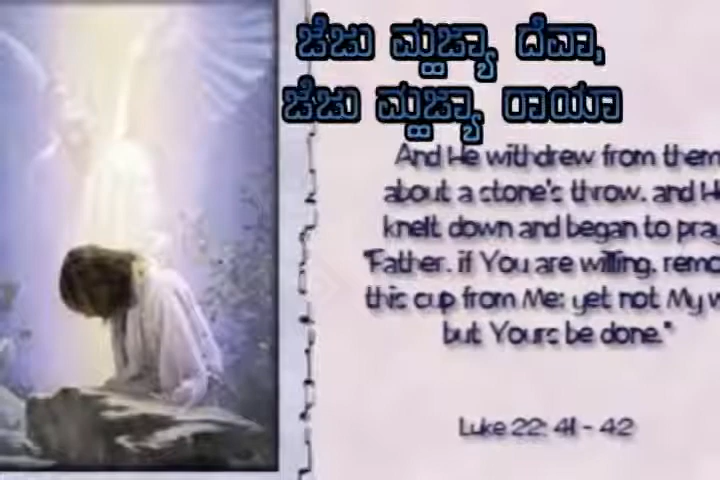 ಜೆಜು ಮ್ಹಜ್ಯಾ ದೆವಾ,
ಜೆಜು ಮ್ಹಜ್ಯಾ ರಾಯಾ
And He withdrew from them
about a stone's throw. and H
knelt down and began to pray
"Father. if You are willing. remo
this cup from Me: yet not My w
but Yours be done."
Luke 22: 41 - 42